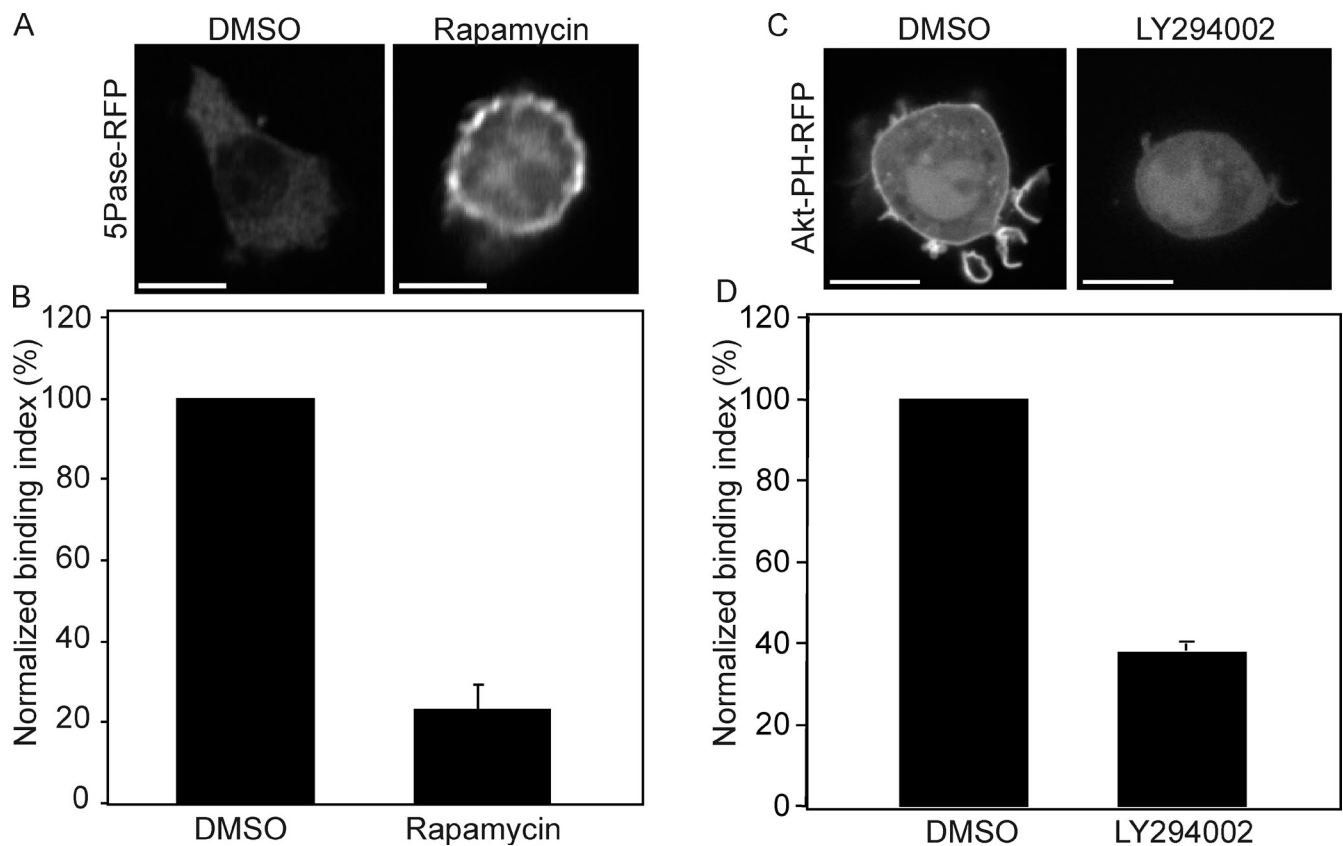 A
DMSO
Rapamycin
5Pase-RFP
B
Normalized binding index (%)
120
100
80
60
40
20
0
DMSO
Rapamycin
C
DMSO
LY294002
Akt-PH-RFP
D
Normalized binding index (%)
120
100
80
60
40
20
0
DMSO
LY294002